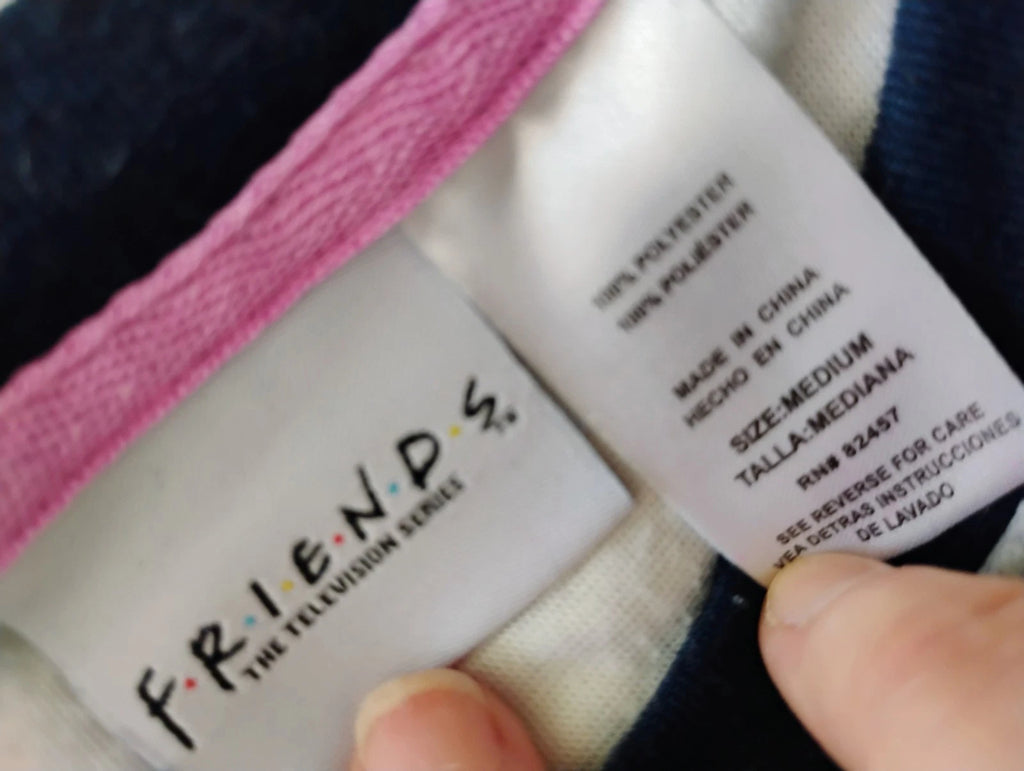 F·R·I·E·N·D·S TM
THE TELEVISION SERIES
100% POLYESTER
100% POLIÉSTER
MADE IN CHINA
HECHO EN CHINA
SIZE:MEDIUM
TALLA:MEDIANA
RN# 82457
SEE REVERSE FOR CARE
VEA DETRAS INSTRUCCIONES
DE LAVADO